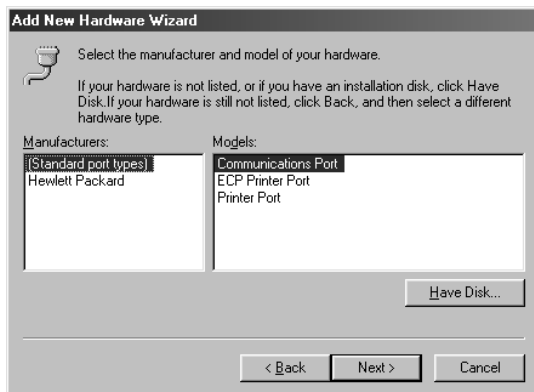 Add New Hardware Wizard
Select the manufacturer and model of your hardware.
If your hardware is not listed, or if you have an installation disk, click Have
Disk.If your hardware is still not listed, click Back, and then select a different
hardware type.
Manufacturers:
(Standard port types)
Hewlett Packard
Models:
Communications Port
ECP Printer Port
Printer Port
Have Disk...
< Back
Next >
Cancel